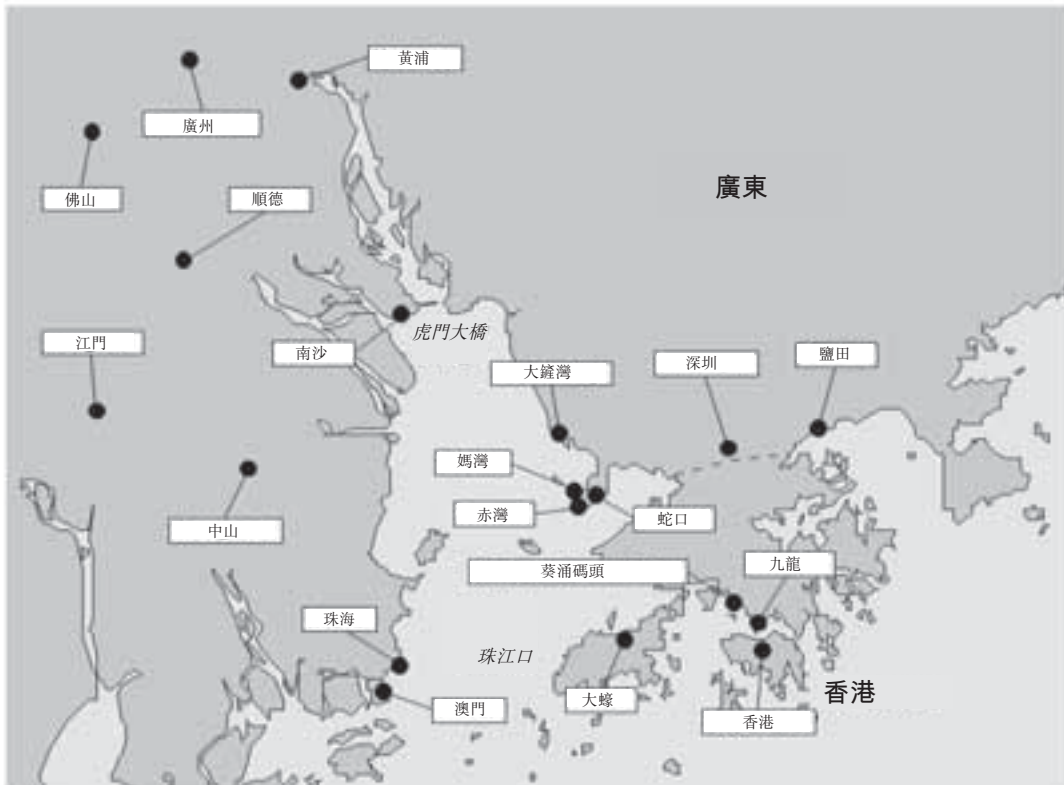 黃浦
廣州
廣東
佛山
順德
虎門大橋
江門
南沙
大鏟灣
深圳
鹽田
媽灣
赤灣
蛇口
中山
葵涌碼頭
九龍
珠海
珠江口
大蠔
香港
澳門
香港